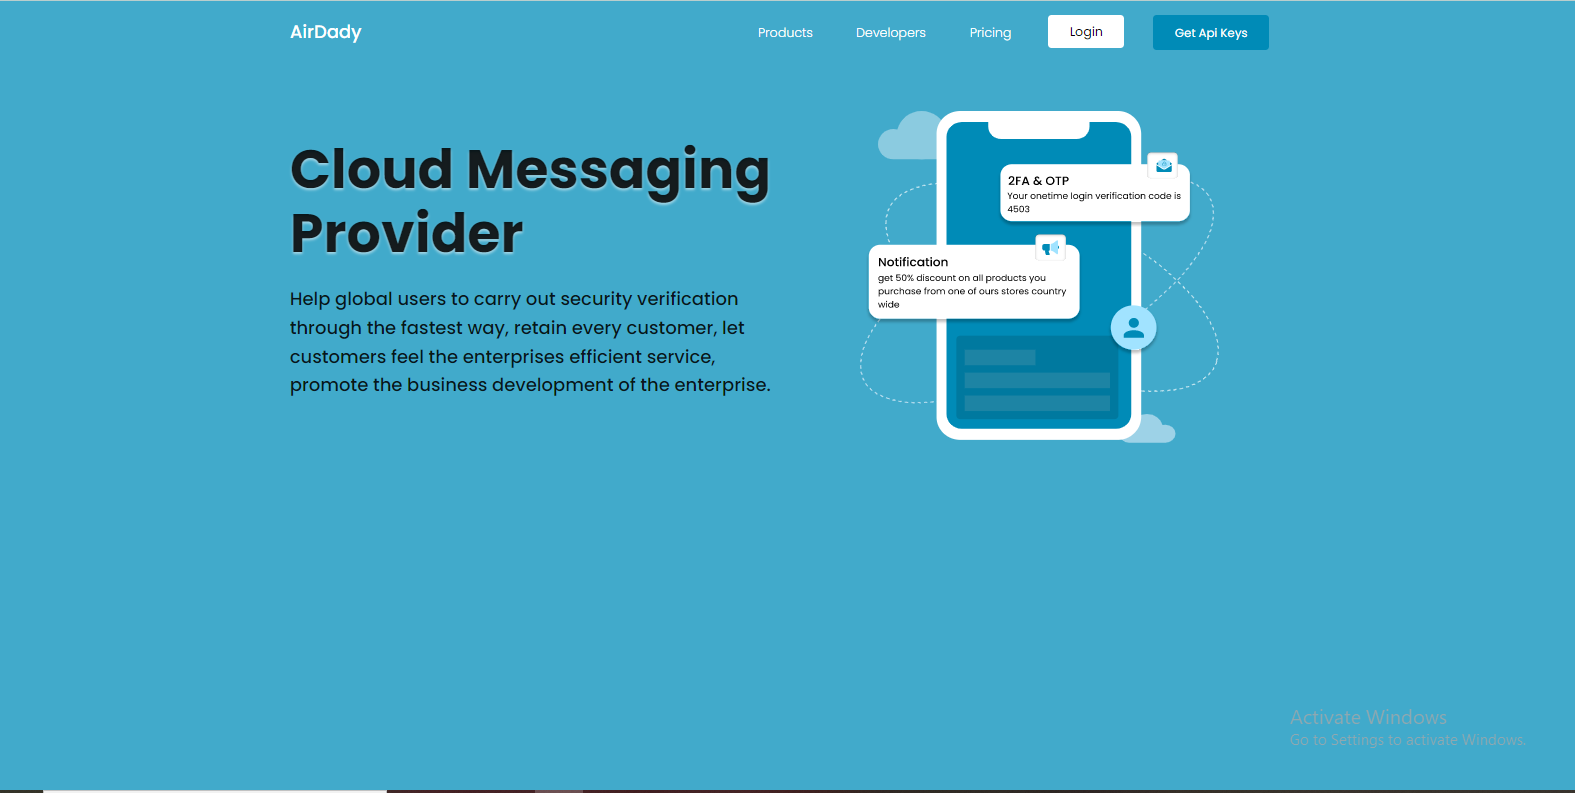 AirDady
Products
Developers
Pricing
Login
Get Api Keys
Cloud Messaging
Provider
Help global users to carry out security verification
through the fastest way, retain every customer, let
customers feel the enterprises efficient service,
promote the business development of the enterprise.
2FA & OTP
Your onetime login verification code is
4503
Notification
get 50% discount on all products you
purchase from one of ours stores country
wide
Activate Windows
Go to Settings to activate Windows.